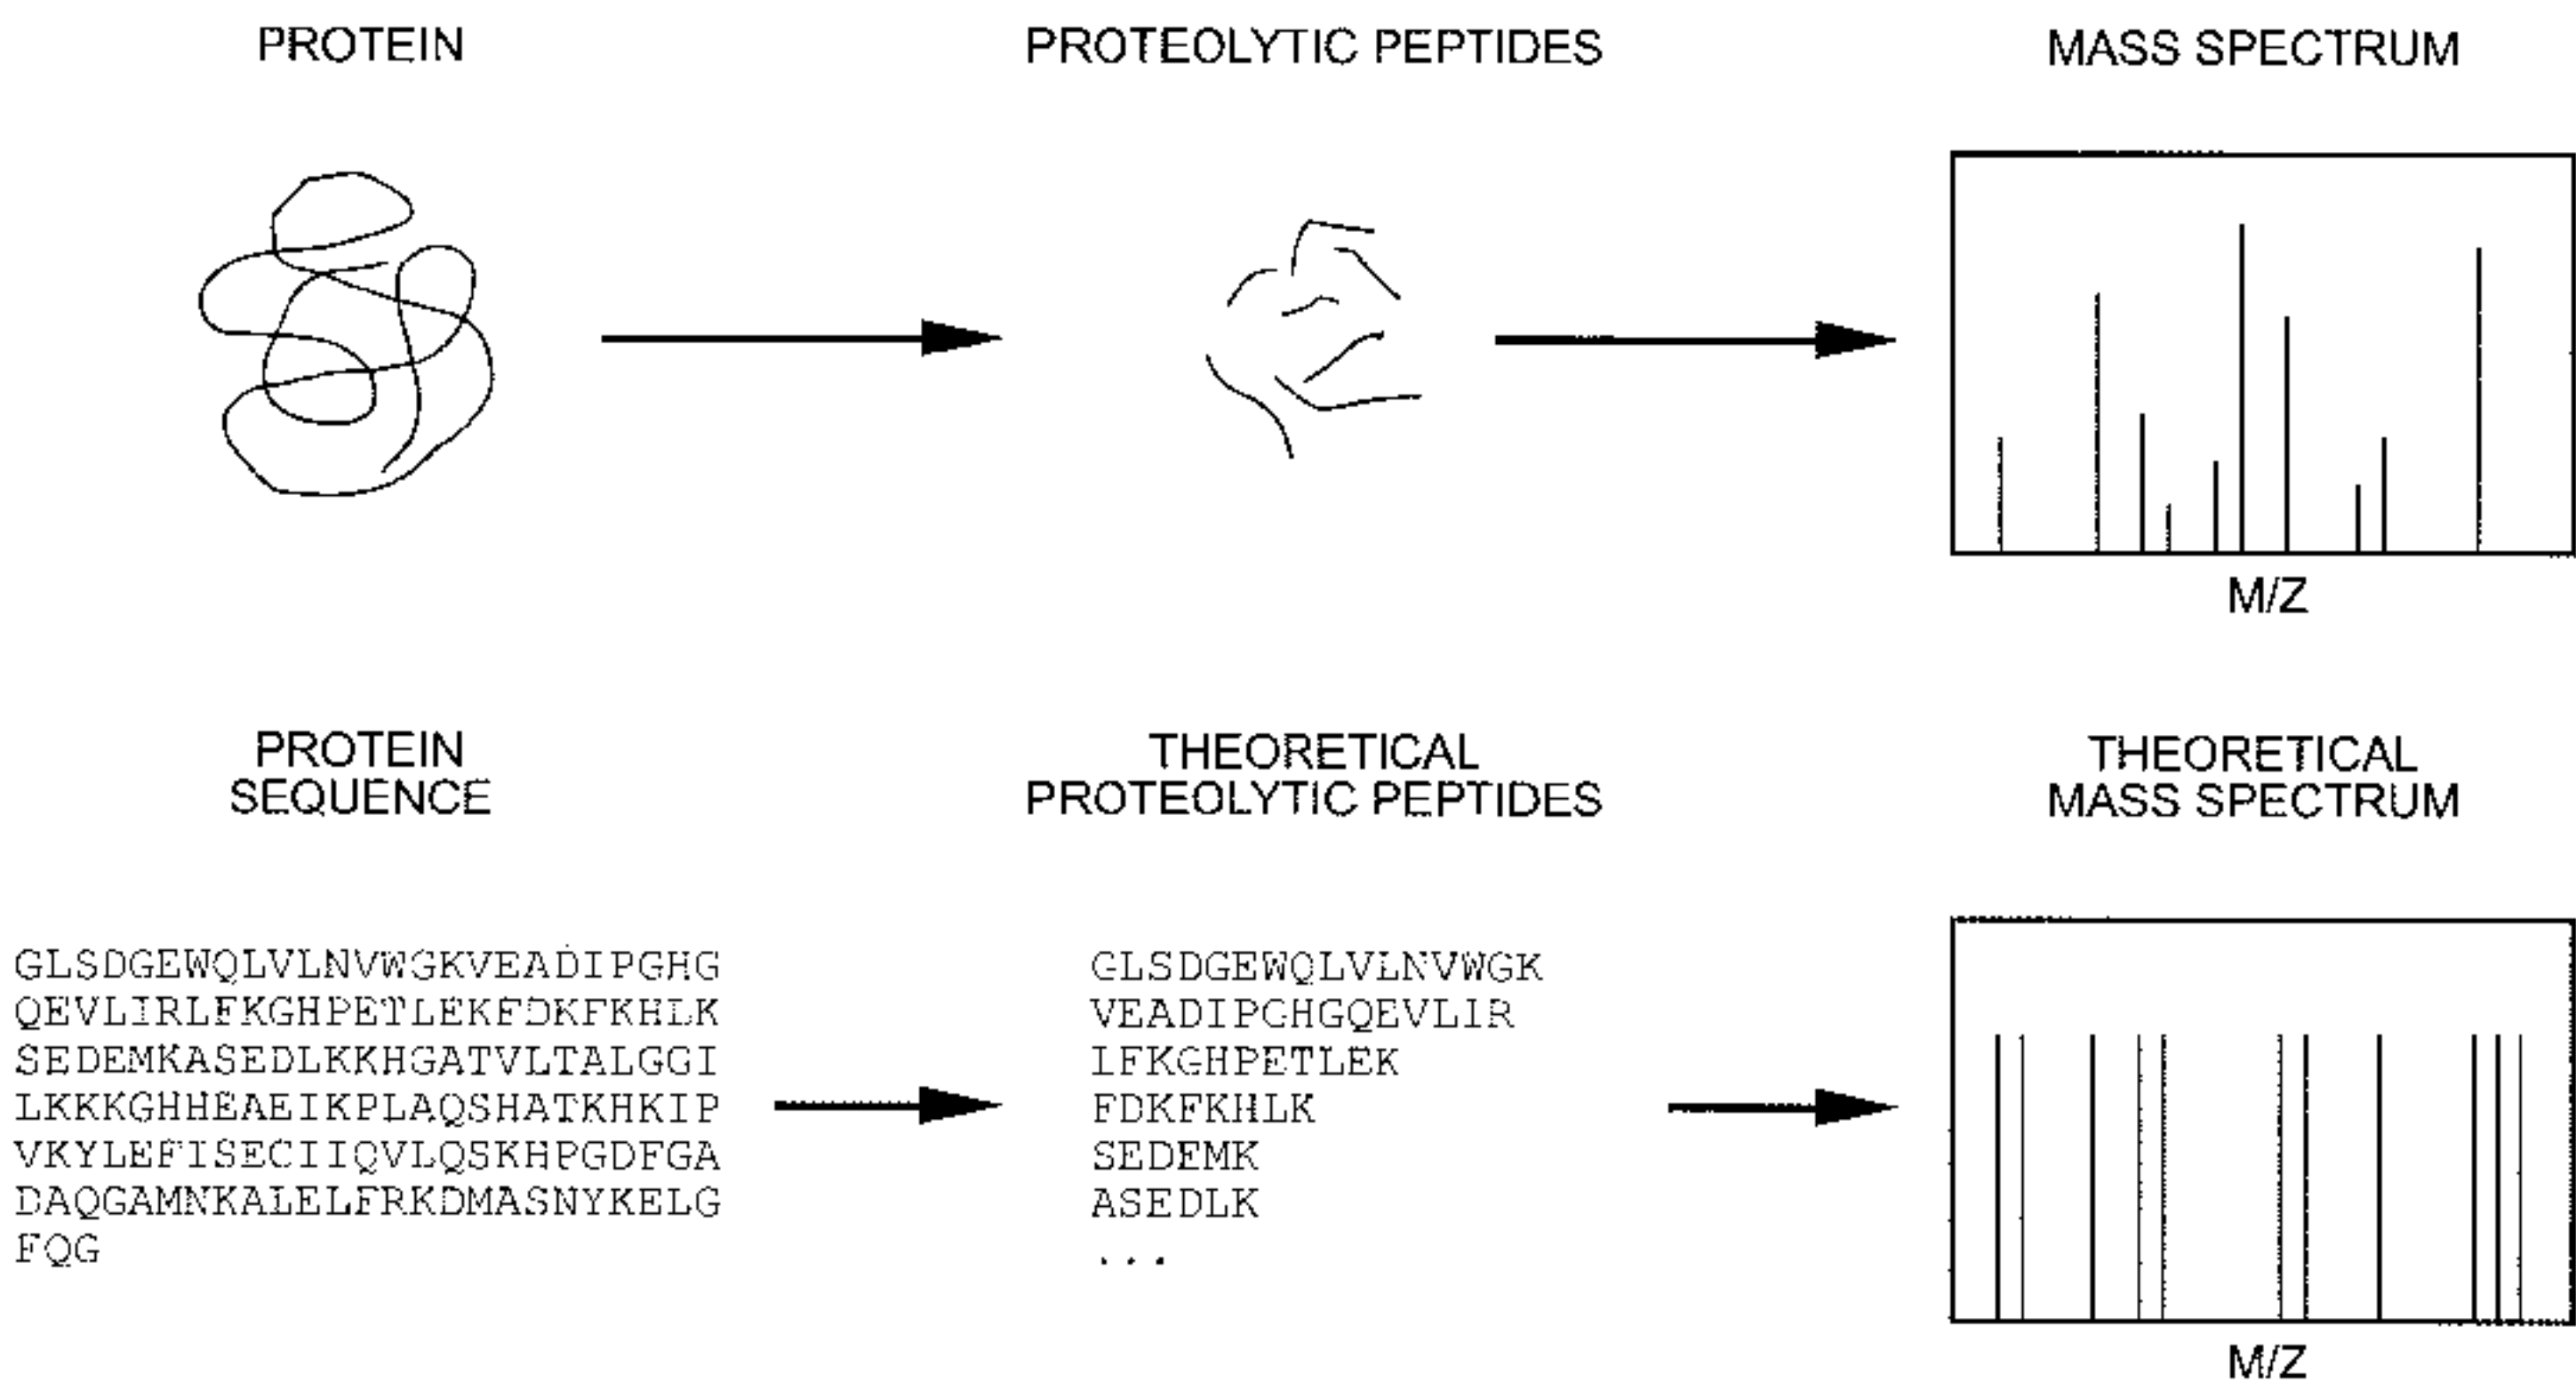 PROTEIN
PROTEOLYTIC PEPTIDES
MASS SPECTRUM
M/Z
PROTEIN
SEQUENCE
THEORETICAL
PROTEOLYTIC PEPTIDES
THEORETICAL
MASS SPECTRUM
GLSDGEWQLVLNVWGKVEADIPGHG
QEVLIRLFKGHPETLEKFDKFKHLK
SEDEMKASEDLKKHGATVLTALGGI
LKKKGHHEAEIKPLAQSHATKHKIP
VKYLEFISECIIQVLQSKHPGDFGA
DAQGAMNKALELFRKDMASNYKELG
FQG
GLSDGEWQLVLNVWGK
VEADIPGHGQEVLIR
LFKGHPETLEK
FDKFKHLK
SEDEMK
ASEDLK
...
M/Z